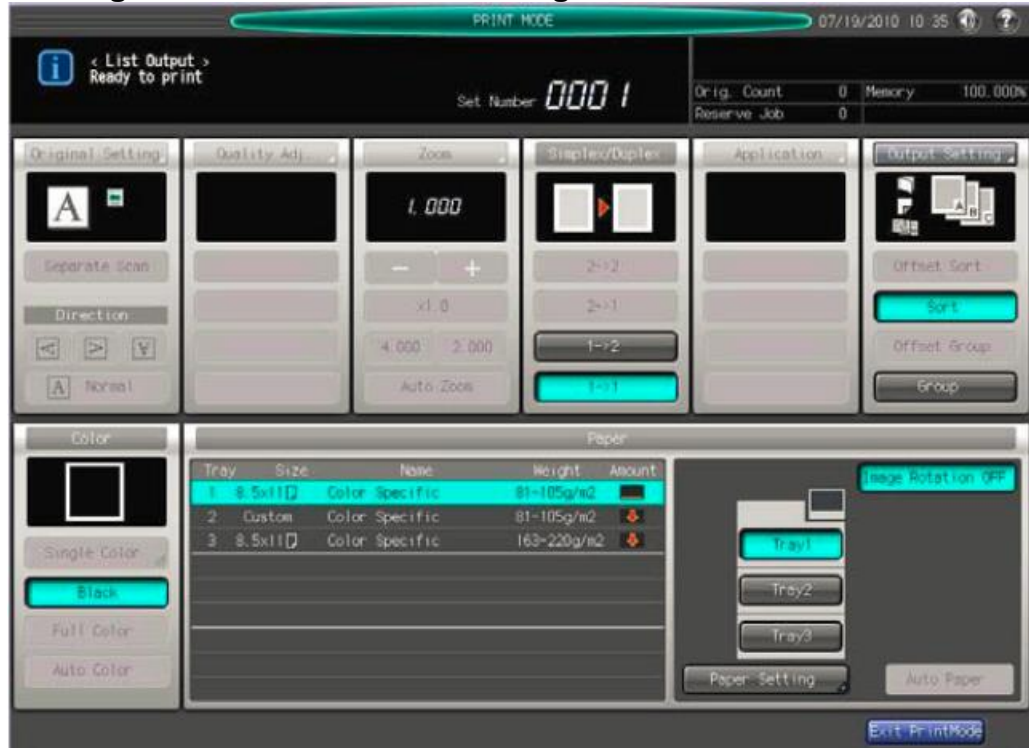 PRINT MODE
07/19/2010 10 35
< List Output >
Ready to print
Set Number 0001
Orig. Count 0 Memory 100.000%
Reserve Job 0
Original Setting
Quality Adj.
Zoom
Simplex/Duplex
Application
Output Setting
A
1.000
A B C
Separate Scan
- +
2->2
Offset Sort
Direction
x1.0
2->1
Sort
4.000 2.000
1->2
Offset Group
A Normal
Auto Zoom
1->1
Group
Color
Paper
Tray Size Name Weight Amount
1 8.5x11 Color Specific 81-105g/m2
2 Custom Color Specific 81-105g/m2
3 8.5x11 Color Specific 163-220g/m2
Image Rotation OFF
Single Color
Tray1
Black
Tray2
Full Color
Tray3
Auto Color
Paper Setting
Auto Paper
Exit PrintMode